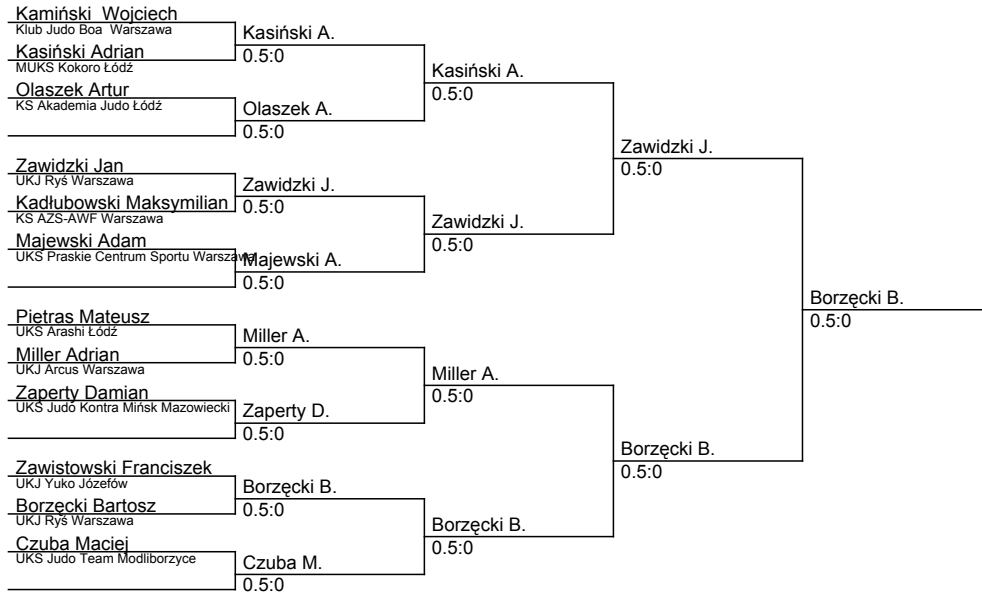 Kamiński  Wojciech
Klub Judo Boa  Warszawa
Kasiński Adrian
MUKS Kokoro Łódź
Olaszek Artur
KS Akademia Judo Łódź
Zawidzki Jan
UKJ Ryś Warszawa
Kadłubowski Maksymilian
KS AZS-AWF Warszawa
Majewski Adam
UKS Praskie Centrum Sportu Warszawa
Pietras Mateusz
UKS Arashi Łódź
Miller Adrian
UKJ Arcus Warszawa
Zaperty Damian
UKS Judo Kontra Mińsk Mazowiecki
Zawistowski Franciszek
UKJ Yuko Józefów
Borzęcki Bartosz
UKJ Ryś Warszawa
Czuba Maciej
UKS Judo Team Modliborzyce
Kasiński A.
0.5:0
Olaszek A.
0.5:0
Zawidzki J.
0.5:0
Majewski A.
0.5:0
Miller A.
0.5:0
Zaperty D.
0.5:0
Borzęcki B.
0.5:0
Czuba M.
0.5:0
Kasiński A.
0.5:0
Zawidzki J.
0.5:0
Miller A.
0.5:0
Borzęcki B.
0.5:0
Zawidzki J.
0.5:0
Borzęcki B.
0.5:0
Borzęcki B.
0.5:0